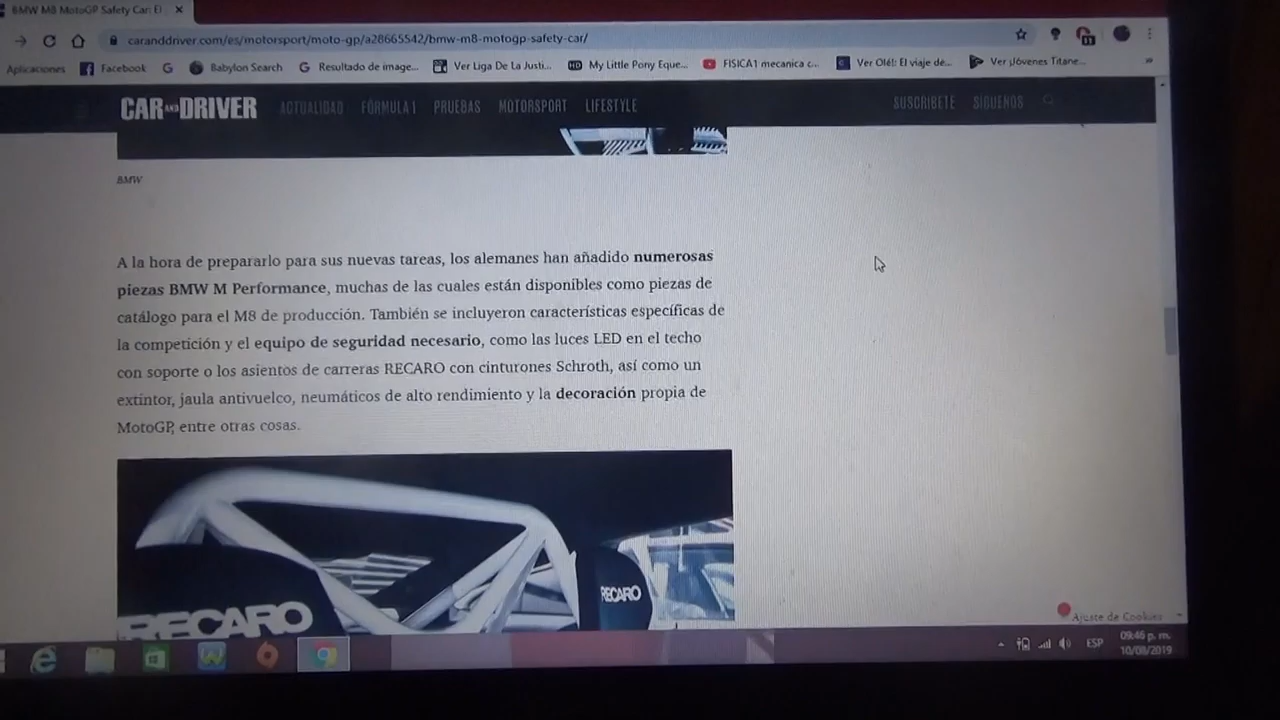 BMW M8 MotoGP Safety Car: El
caranddriver.com/es/motorsport/moto-gp/a28665542/bmw-m8-motogp-safety-car/
Aplicaciones Facebook Babylon Search Resultado de image... Ver Liga De La Justi... My Little Pony Eque... FISICA1 mecanica c... Ver Olé!: El viaje de... Ver ¡Jóvenes Titane...
CAR AND DRIVER ACTUALIDAD FÓRMULA 1 PRUEBAS MOTORSPORT LIFESTYLE SUSCRÍBETE SÍGUENOS
BMW
A la hora de prepararlo para sus nuevas tareas, los alemanes han añadido numerosas
piezas BMW M Performance, muchas de las cuales están disponibles como piezas de
catálogo para el M8 de producción. También se incluyeron características específicas de
la competición y el equipo de seguridad necesario, como las luces LED en el techo
con soporte o los asientos de carreras RECARO con cinturones Schroth, así como un
extintor, jaula antivuelco, neumáticos de alto rendimiento y la decoración propia de
MotoGP, entre otras cosas.
RECARO
RECARO
Ajuste de Cookies
ESP
09:46 p. m.
10/08/2019